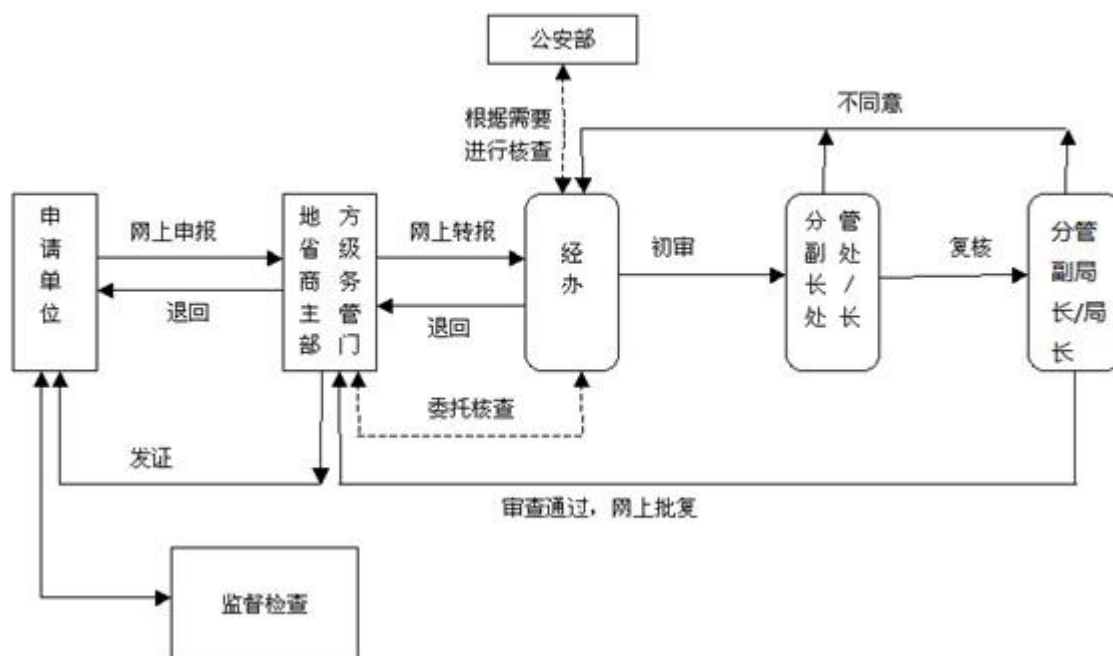 公安部
根据需要
进行核查
不同意
申
请
单
位
网上申报
退回
地 方
省 级
商 务
主 管
部 门
网上转报
退回
经
办
初审
分 管
副 处
长 /
处 长
复核
分管
副局
长/局
长
委托核查
发证
审查通过，网上批复
监督检查